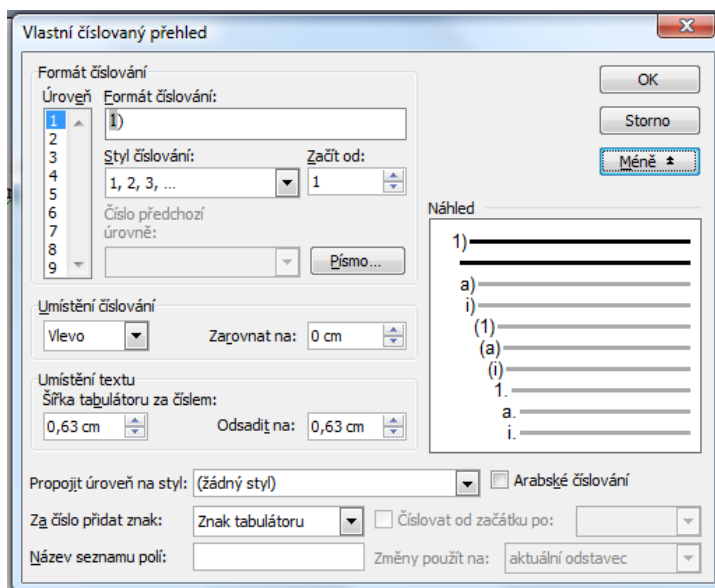 Vlastní číslovaný přehled
Formát číslování
Úroveň Formát číslování:
1
2
3
4
5
6
7
8
9
1)
Styl číslování: Začít od:
1, 2, 3, ... 1
Číslo předchozí
úrovně:
Písmo...
Umístění číslování
Vlevo Zarovnat na: 0 cm
Umístění textu
Šířka tabulátoru za číslem:
0,63 cm Odsadit na: 0,63 cm
OK
Storno
Méně
Náhled
1)
a)
i)
(1)
(a)
(i)
1.
a.
i.
Propojit úroveň na styl: (žádný styl) Arabské číslování
Za číslo přidat znak: Znak tabulátoru Číslovat od začátku po:
Název seznamu polí: Změny použít na: aktuální odstavec